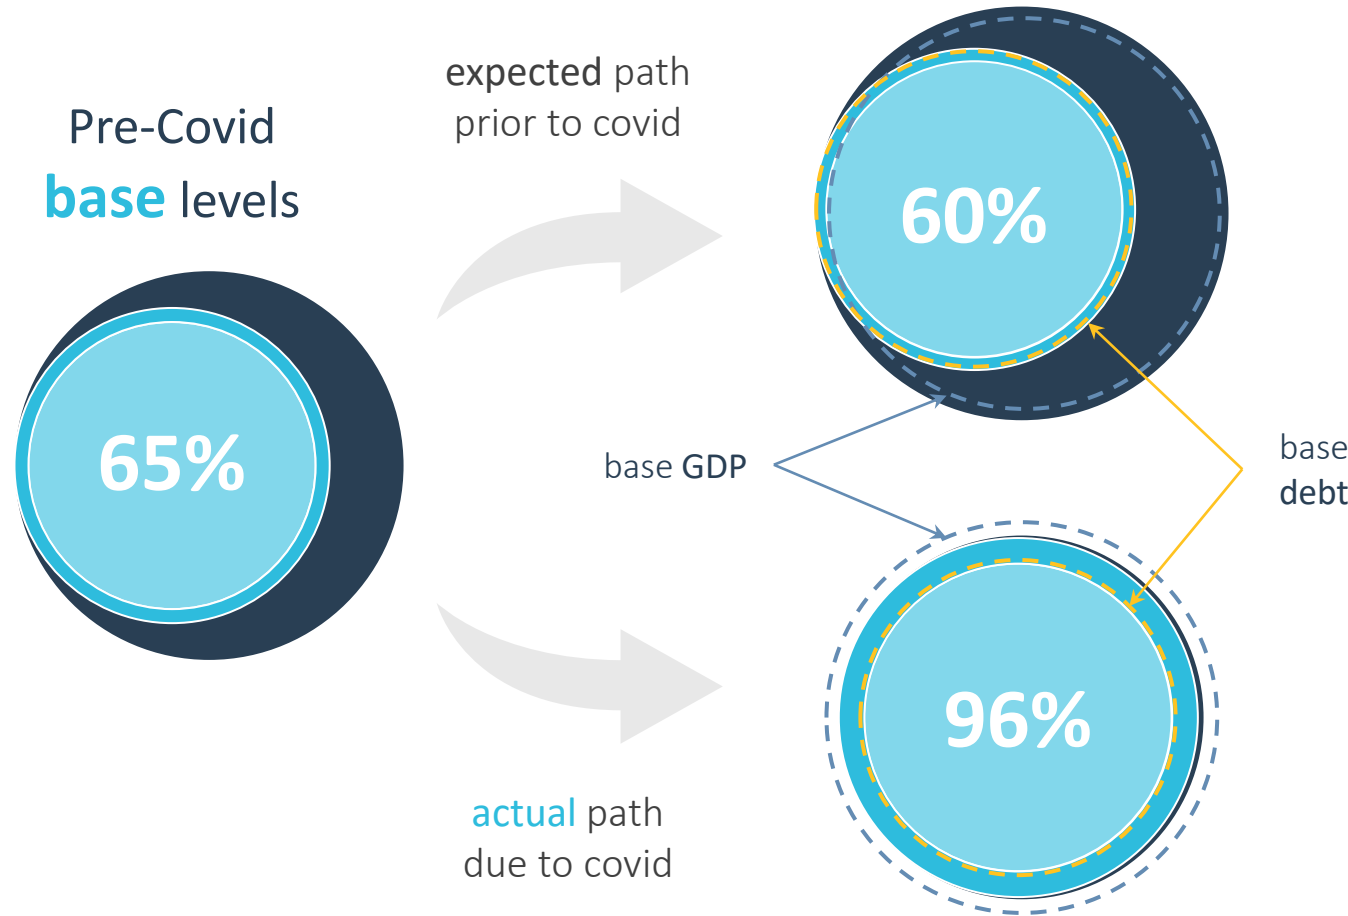 Pre-Covid
base levels
65%
expected path
prior to covid
60%
base GDP
base
debt
actual path
due to covid
96%